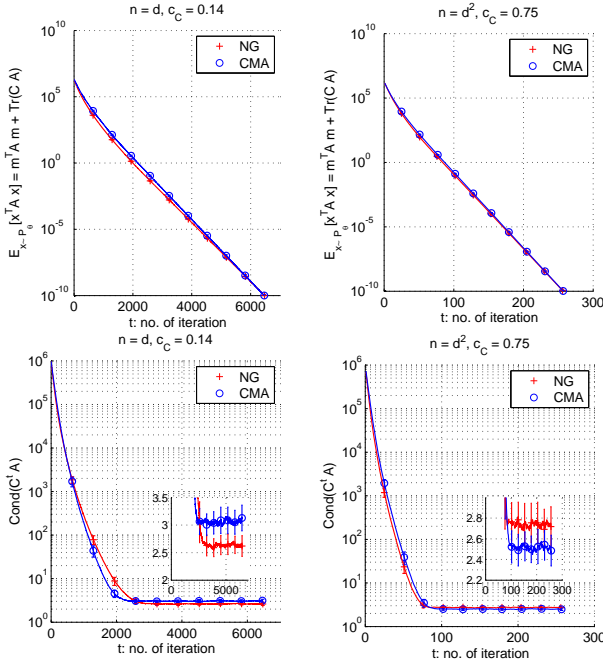 n = d, c_C = 0.14
E_{x~P_θ}[x^T A x] = m^T A m + Tr(C A)
10^10
10^5
10^0
10^-5
10^-10
NG
CMA
0 2000 4000 6000
t: no. of iteration
n = d^2, c_C = 0.75
E_{x~P_θ}[x^T A x] = m^T A m + Tr(C A)
10^10
10^5
10^0
10^-5
10^-10
NG
CMA
0 100 200 300
t: no. of iteration
n = d, c_C = 0.14
Cond(C^t A)
10^6
10^5
10^4
10^3
10^2
10^1
10^0
NG
CMA
3.5
3
2.5
2
5000
0 2000 4000 6000
t: no. of iteration
n = d^2, c_C = 0.75
Cond(C^t A)
10^6
10^5
10^4
10^3
10^2
10^1
10^0
NG
CMA
2.8
2.6
2.4
2.2
100 200 300
0 100 200 300
t: no. of iteration